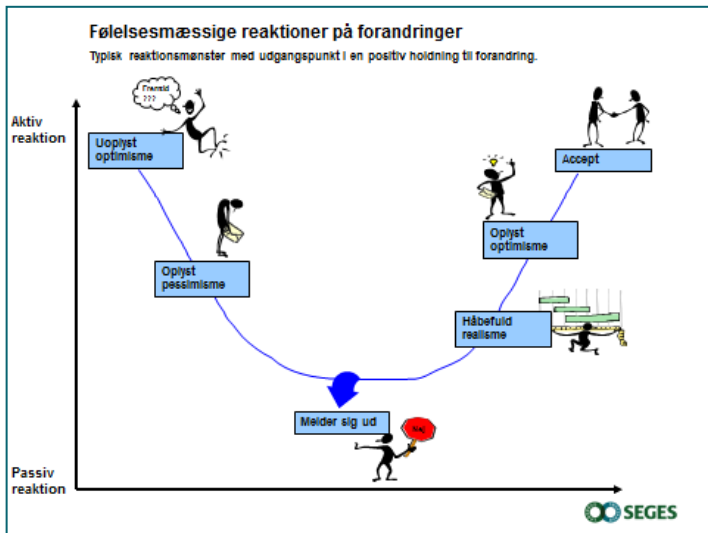 Følelsesmæssige reaktioner på forandringer
Typisk reaktionsmønster med udgangspunkt i en positiv holdning til forandring.
Aktiv
reaktion
Fremtid
???
Uoplyst
optimisme
Accept
Oplyst
optimisme
Oplyst
pessimisme
Håbefuld
realisme
Melder sig ud
Nej
Passiv
reaktion
SEGES